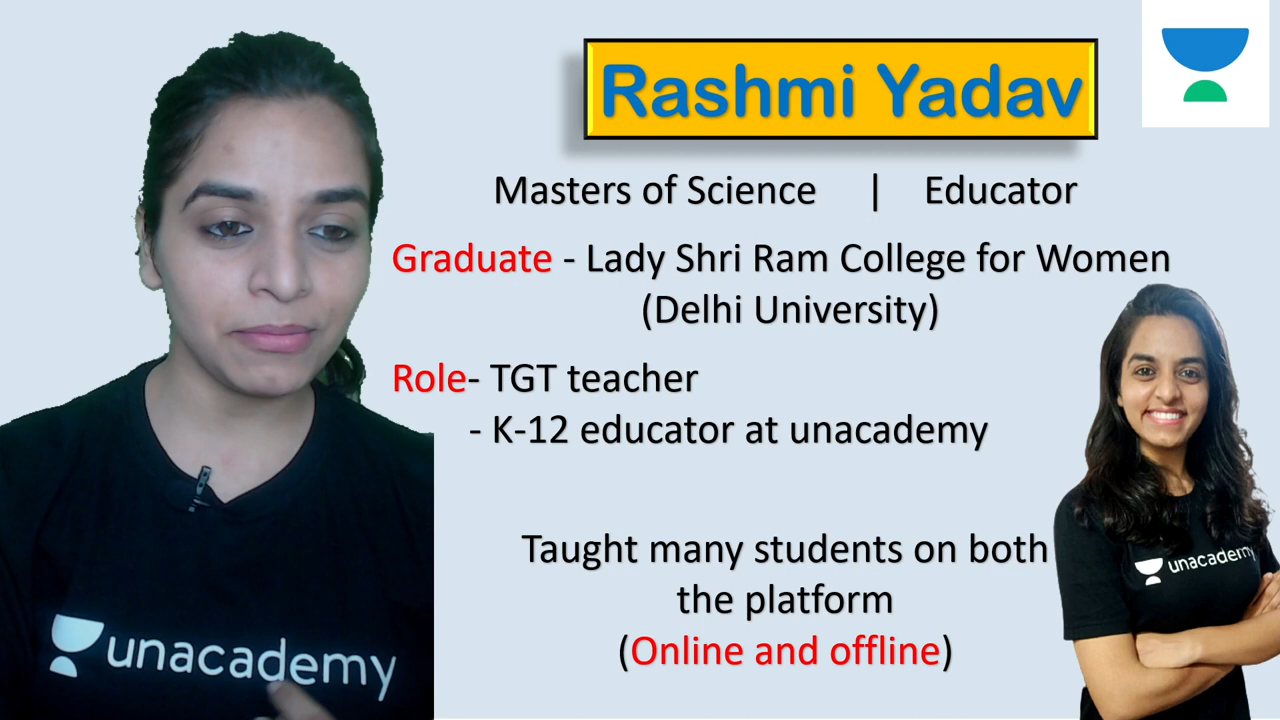 Rashmi Yadav
Masters of Science | Educator
Graduate - Lady Shri Ram College for Women
(Delhi University)
Role- TGT teacher
- K-12 educator at unacademy
Taught many students on both
the platform
(Online and offline)
unacademy
unacademy